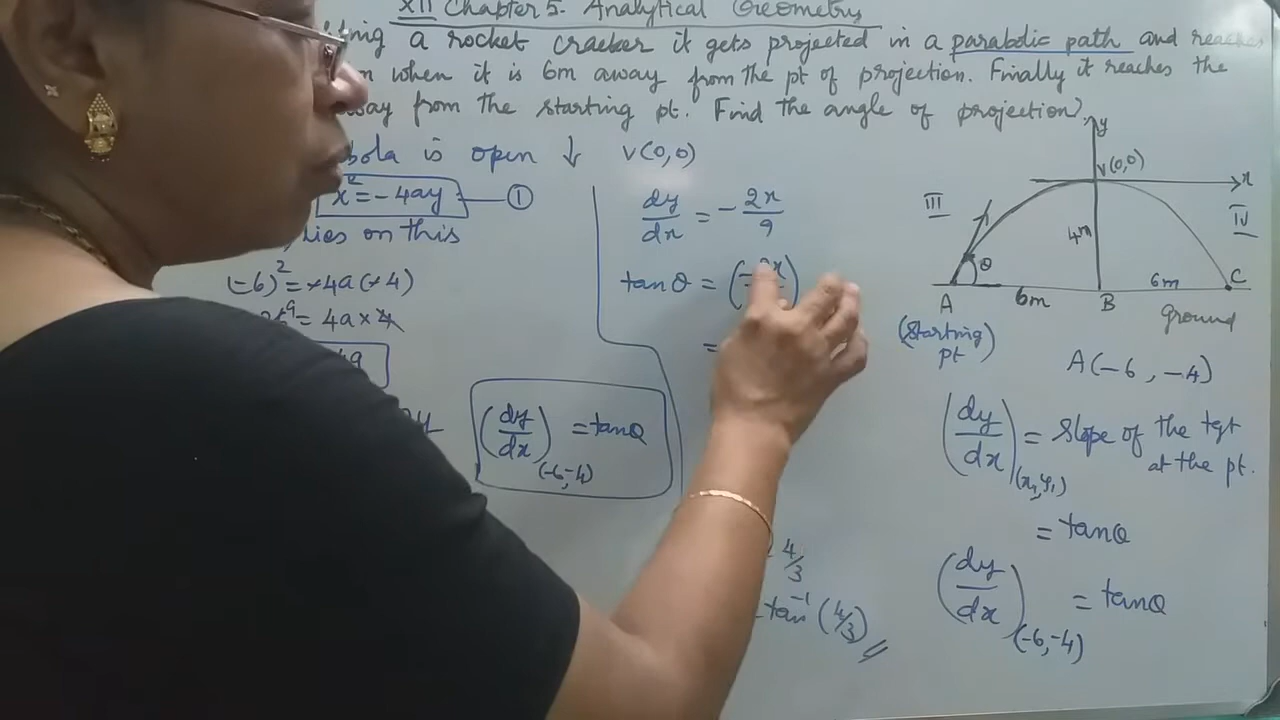 XII Chapter 5. Analytical Geometry
a rocket cracker it gets projected in a parabolic path and reaches
when it is 6m away from the pt of projection. Finally it reaches the
away from the starting pt. Find the angle of projection?
is open ↓ V(0,0)
x² = -4ay ①
lies on this
(-6)² = -4a(-4)
= 4a×4
(dy/dx)(-6,-4) = tanθ
dy/dx = -2x/9
tanθ =
=
4/3
tan⁻¹(4/3)
y
V(0,0)
x
III
IV
4m
θ
A
6m
B
6m
C
(Starting pt)
Ground
A(-6, -4)
(dy/dx)(x₁,y₁) = Slope of the tgt
at the pt.
= tanθ
(dy/dx)(-6,-4) = tanθ